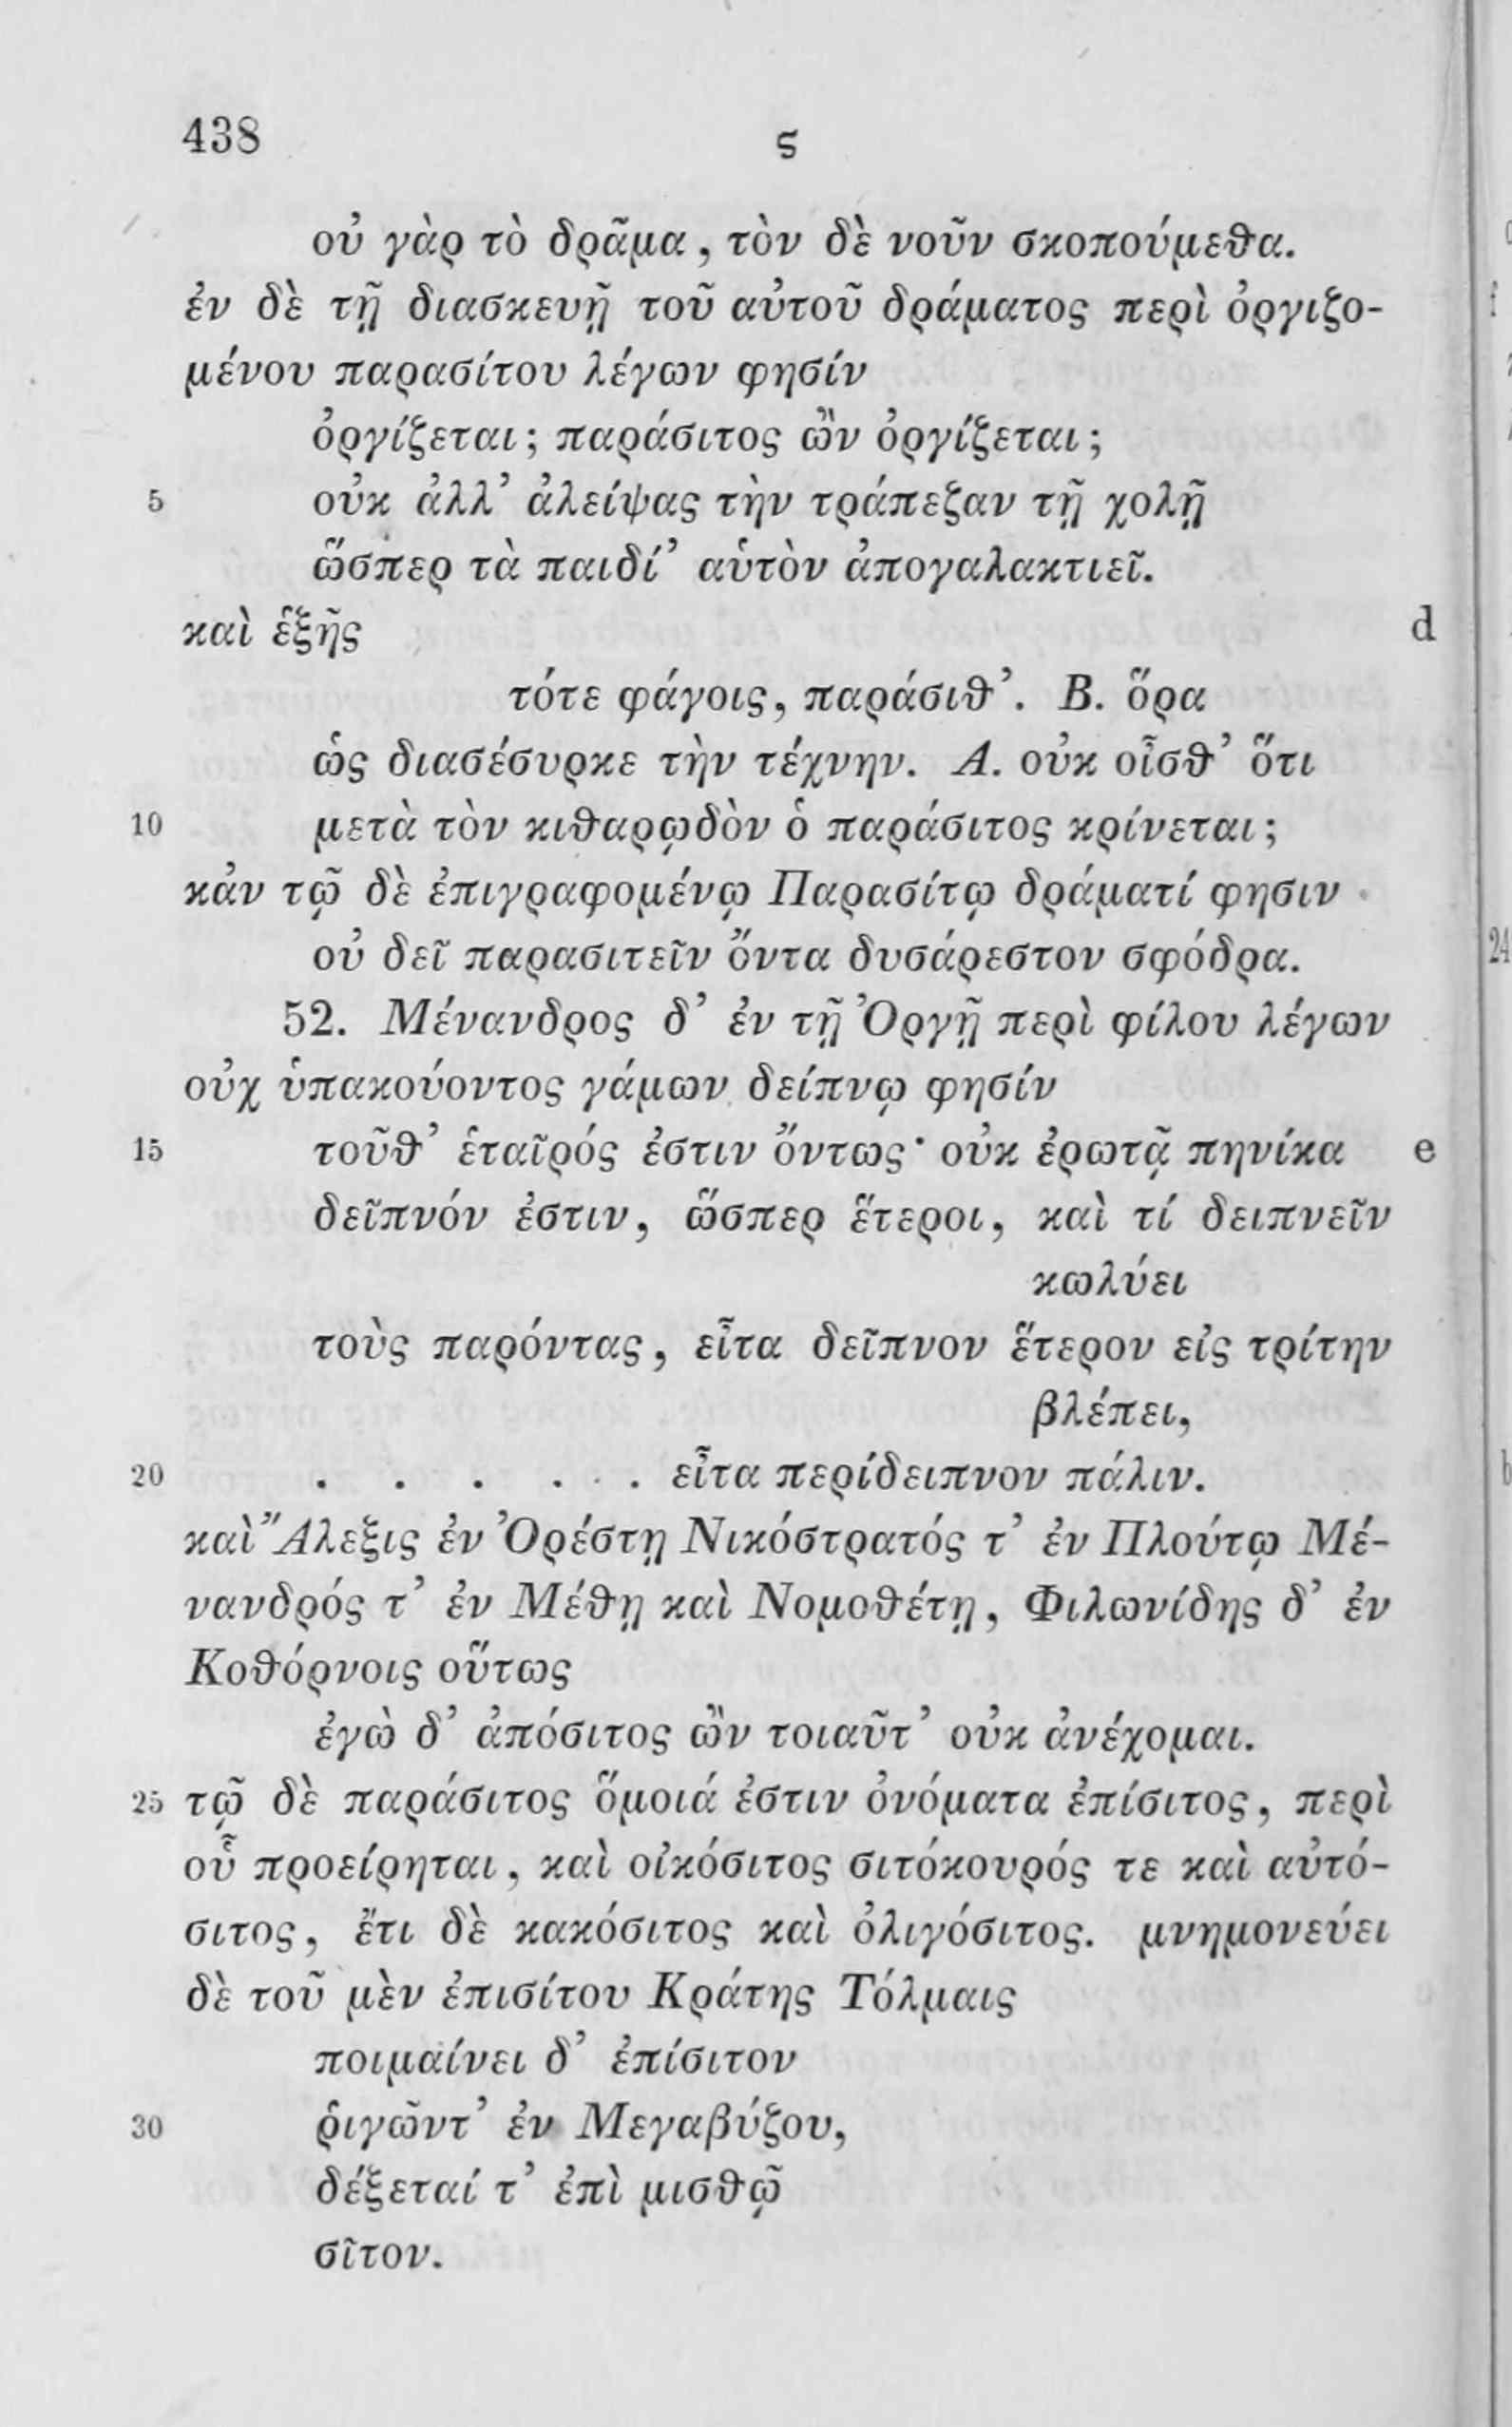 438 ς
οὐ γὰρ τὸ δρᾶμα, τὸν δὲ νοῦν σκοπούμεθα.
ἐν δὲ τῇ διασκευῇ τοῦ αὐτοῦ δράματος περὶ ὀργιζο-
μένου παρασίτου λέγων φησίν
ὀργίζεται; παράσιτος ὢν ὀργίζεται;
5 οὐκ ἀλλ’ ἀλείψας τὴν τράπεζαν τῇ χολῇ
ὥσπερ τὰ παιδί’ αὑτὸν ἀπογαλακτιεῖ.
καὶ ἑξῆς d
τότε φάγοις, παράσιθ’. B. ὅρα
ὡς διασέσυρκε τὴν τέχνην. A. οὐκ οἶσθ’ ὅτι
10 μετὰ τὸν κιθαρῳδὸν ὁ παράσιτος κρίνεται;
κἀν τῷ δὲ ἐπιγραφομένῳ Παρασίτῳ δράματί φησιν
οὐ δεῖ παρασιτεῖν ὄντα δυσάρεστον σφόδρα.
52. Μένανδρος δ’ ἐν τῇ Ὀργῇ περὶ φίλου λέγων
οὐχ ὑπακούοντος γάμων δείπνῳ φησίν
15 τοῦθ’ ἑταῖρός ἐστιν ὄντως· οὐκ ἐρωτᾷ πηνίκα e
δεῖπνόν ἐστιν, ὥσπερ ἕτεροι, καὶ τί δειπνεῖν
κωλύει
τοὺς παρόντας, εἶτα δεῖπνον ἕτερον εἰς τρίτην
βλέπει,
20 . . . . . εἶτα περίδειπνον πάλιν.
καὶ Ἄλεξις ἐν Ὀρέστῃ Νικόστρατός τ’ ἐν Πλούτῳ Μέ-
νανδρός τ’ ἐν Μέθῃ καὶ Νομοθέτῃ, Φιλωνίδης δ’ ἐν
Κοθόρνοις οὕτως
ἐγὼ δ’ ἀπόσιτος ὢν τοιαῦτ’ οὐκ ἀνέχομαι.
25 τῷ δὲ παράσιτος ὅμοιά ἐστιν ὀνόματα ἐπίσιτος, περὶ
οὗ προείρηται, καὶ οἰκόσιτος σιτόκουρός τε καὶ αὐτό-
σιτος, ἔτι δὲ κακόσιτος καὶ ὀλιγόσιτος. μνημονεύει
δὲ τοῦ μὲν ἐπισίτου Κράτης Τόλμαις
ποιμαίνει δ’ ἐπίσιτον
30 ῥιγῶντ’ ἐν Μεγαβύζου,
δέξεταί τ’ ἐπὶ μισθῷ
σῖτον.